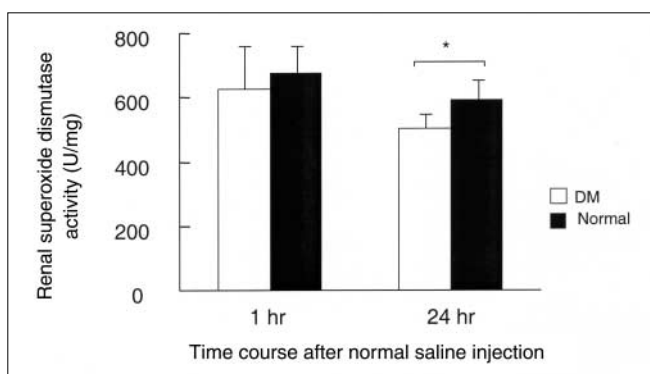 Renal superoxide dismutase
activity (U/mg)
800
600
400
200
0
*
DM
Normal
1 hr
24 hr
Time course after normal saline injection